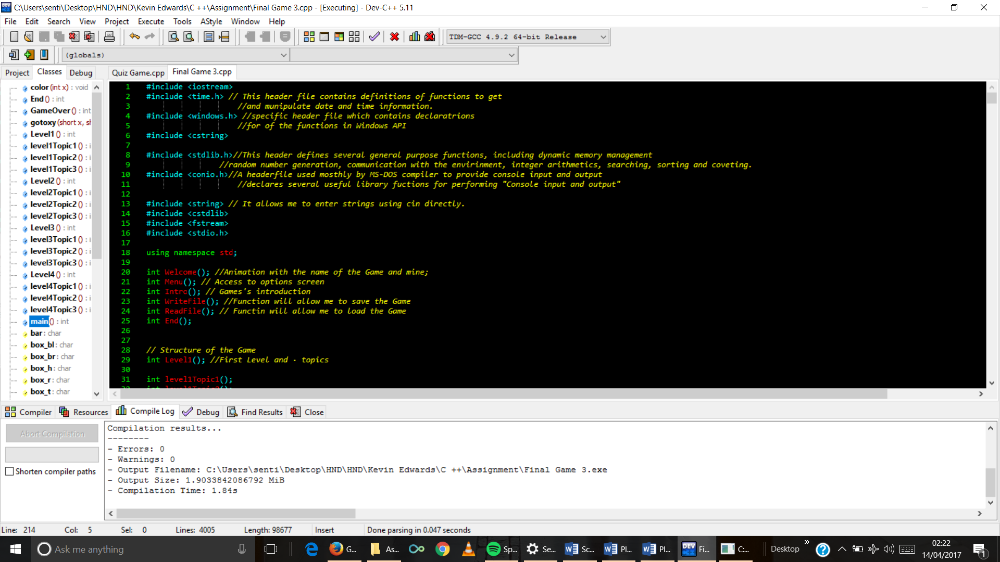 C:\Users\senti\Desktop\HND\HND\Kevin Edwards\C ++\Assignment\Final Game 3.cpp - [Executing] - Dev-C++ 5.11
File Edit Search View Project Execute Tools AStyle Window Help
TDM-GCC 4.9.2 64-bit Release
(globals)
Project Classes Debug Quiz Game.cpp Final Game 3.cpp
color (int x) : void
End () : int
GameOver () : int
gotoxy (short x, sh
Level1 () : int
level1Topic1 () : i
level1Topic2 () : i
level1Topic3 () : i
Level2 () : int
level2Topic1 () : i
level2Topic2 () : i
level2Topic3 () : i
Level3 () : int
level3Topic1 () : i
level3Topic2 () : i
level3Topic3 () : i
Level4 () : int
level4Topic1 () : i
level4Topic2 () : i
level4Topic3 () : i
main () : int
bar : char
box_bl : char
box_br : char
box_h : char
box_r : char
box_t : char
1 #include <iostream>
2 #include <time.h> // This header file contains definitions of functions to get
3 //and munipulate date and time information.
4 #include <windows.h> //specific header file which contains declaratrions
5 //for of the functions in Windows API
6 #include <cstring>
7
8 #include <stdlib.h>//This header defines several general purpose functions, including dynamic memory management
9 //random number generation, communication with the envirinment, integer arithmetics, searching, sorting and coveting.
10 #include <conio.h>//A headerfile used mosthly by MS-DOS compiler to provide console input and output
11 //declares several useful library fuctions for performing "Console input and output"
12
13 #include <string> // It allows me to enter strings using cin directly.
14 #include <cstdlib>
15 #include <fstream>
16 #include <stdio.h>
17
18 using namespace std;
19
20 int Welcome(); //Animation with the name of the Game and mine;
21 int Menu(); // Access to options screen
22 int Intro(); // Games's introduction
23 int WriteFile(); //Function will allow me to save the Game
24 int ReadFile(); // Functin will allow me to load the Game
25 int End();
26
27
28 // Structure of the Game
29 int Level1(); //First Level and · topics
30
31 int level1Topic1();
Compiler Resources Compile Log Debug Find Results Close
Abort Compilation
Shorten compiler paths
Compilation results...
--------
- Errors: 0
- Warnings: 0
- Output Filename: C:\Users\senti\Desktop\HND\HND\Kevin Edwards\C ++\Assignment\Final Game 3.exe
- Output Size: 1.9033842086792 MiB
- Compilation Time: 1.84s
Line: 214 Col: 5 Sel: 0 Lines: 4005 Length: 98677 Insert Done parsing in 0.047 seconds
Ask me anything G... As... Sp... Se... Sc... Pl... Pl... DEV Fi... C:... Desktop 02:22
14/04/2017 1